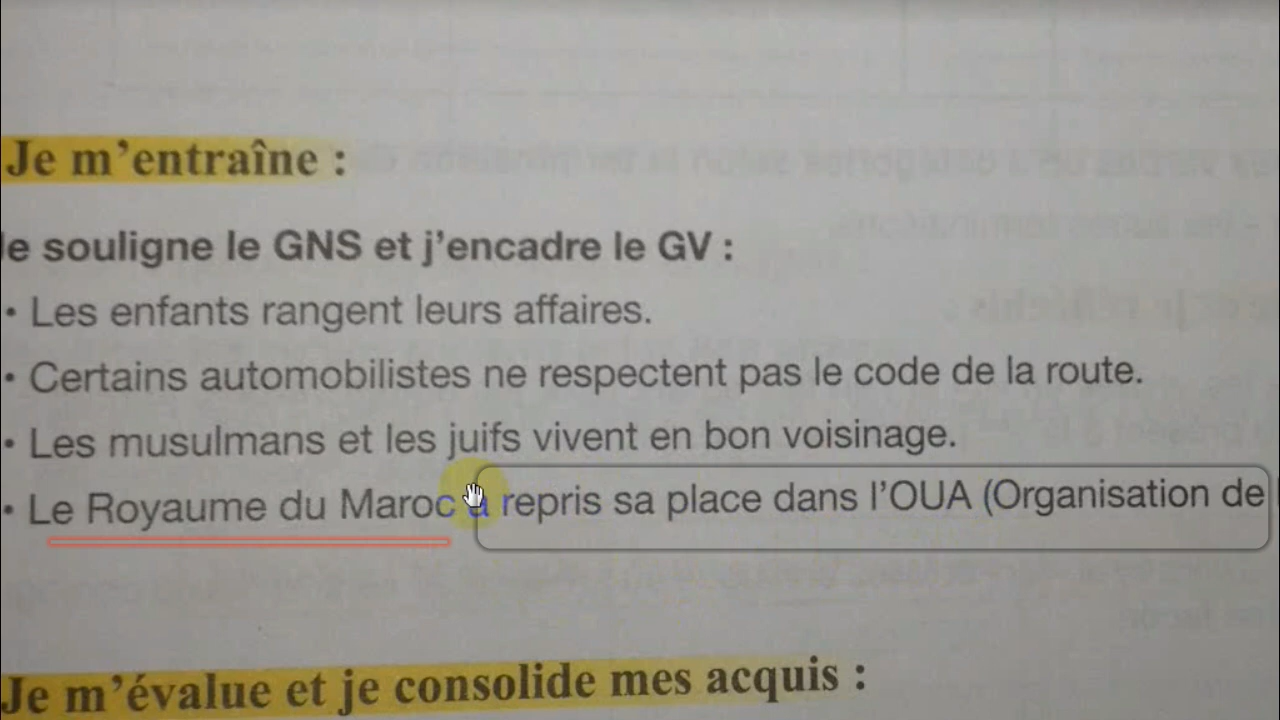 Je m'entraîne :
Je souligne le GNS et j'encadre le GV :
• Les enfants rangent leurs affaires.
• Certains automobilistes ne respectent pas le code de la route.
• Les musulmans et les juifs vivent en bon voisinage.
• Le Royaume du Maroc a repris sa place dans l'OUA (Organisation de
Je m'évalue et je consolide mes acquis :